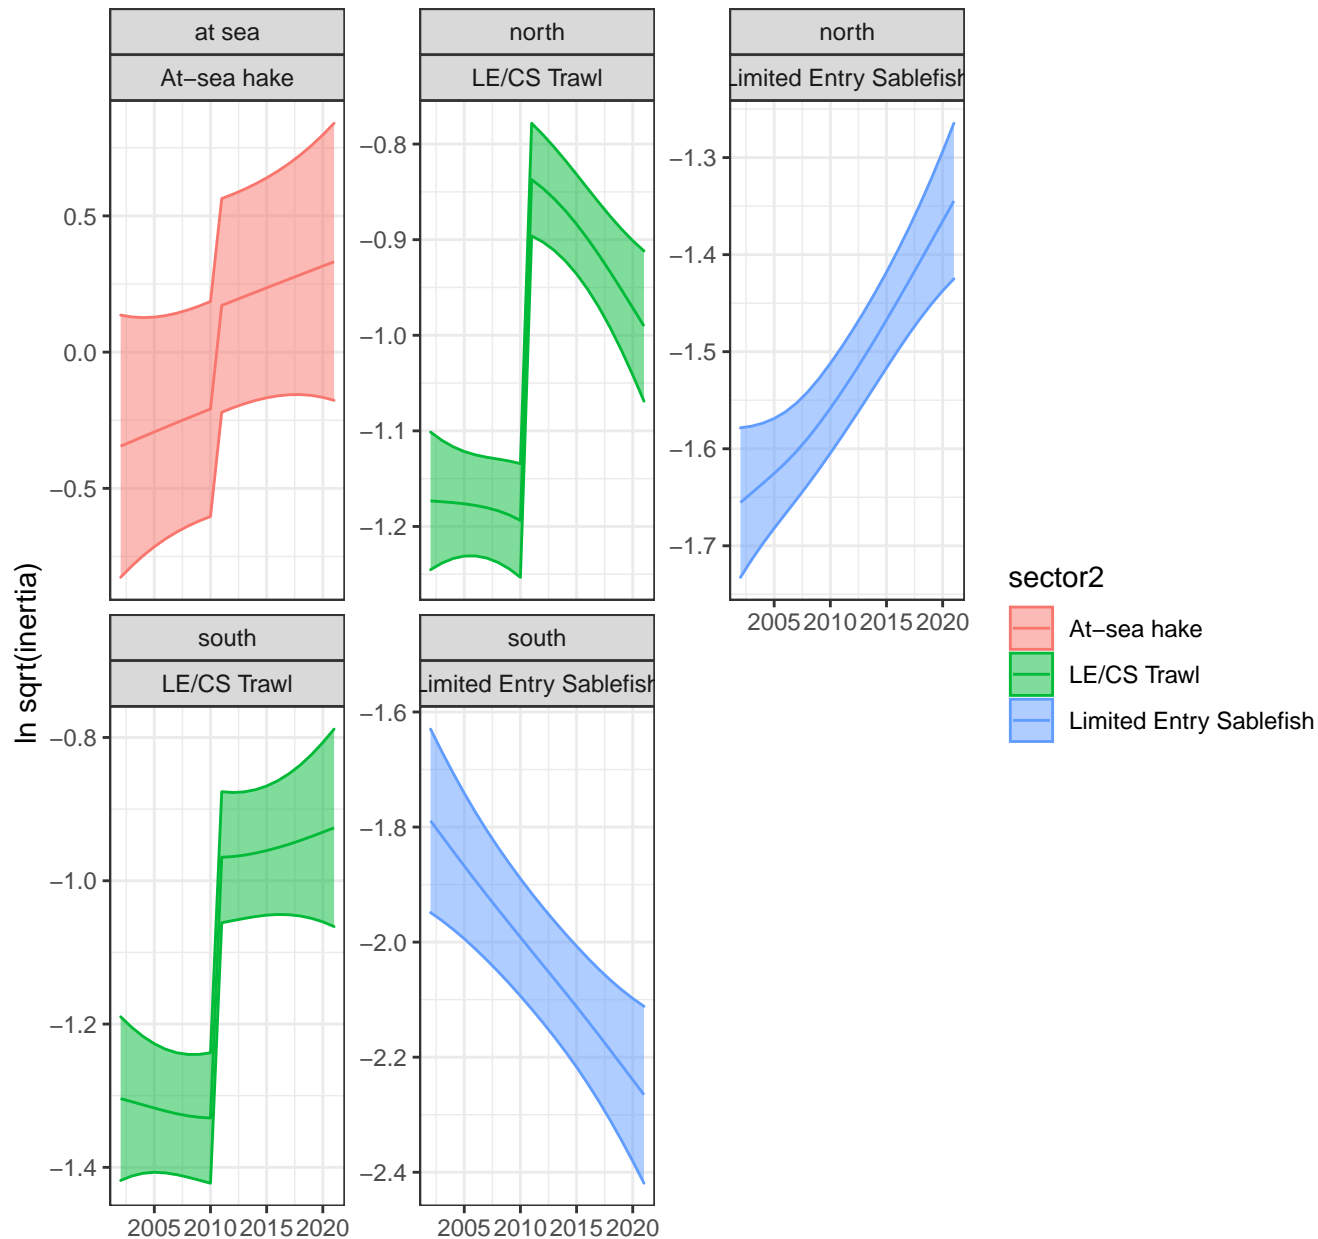 at sea
At−sea hake
0.5
0.0
−0.5
north
LE/CS Trawl
−0.8
−0.9
−1.0
−1.1
−1.2
north
Limited Entry Sablefish
−1.3
−1.4
−1.5
−1.6
−1.7
2005 2010 2015 2020
ln sqrt(inertia)
south
LE/CS Trawl
−0.8
−1.0
−1.2
−1.4
2005 2010 2015 2020
south
Limited Entry Sablefish
−1.6
−1.8
−2.0
−2.2
−2.4
2005 2010 2015 2020
sector2
At−sea hake
LE/CS Trawl
Limited Entry Sablefish